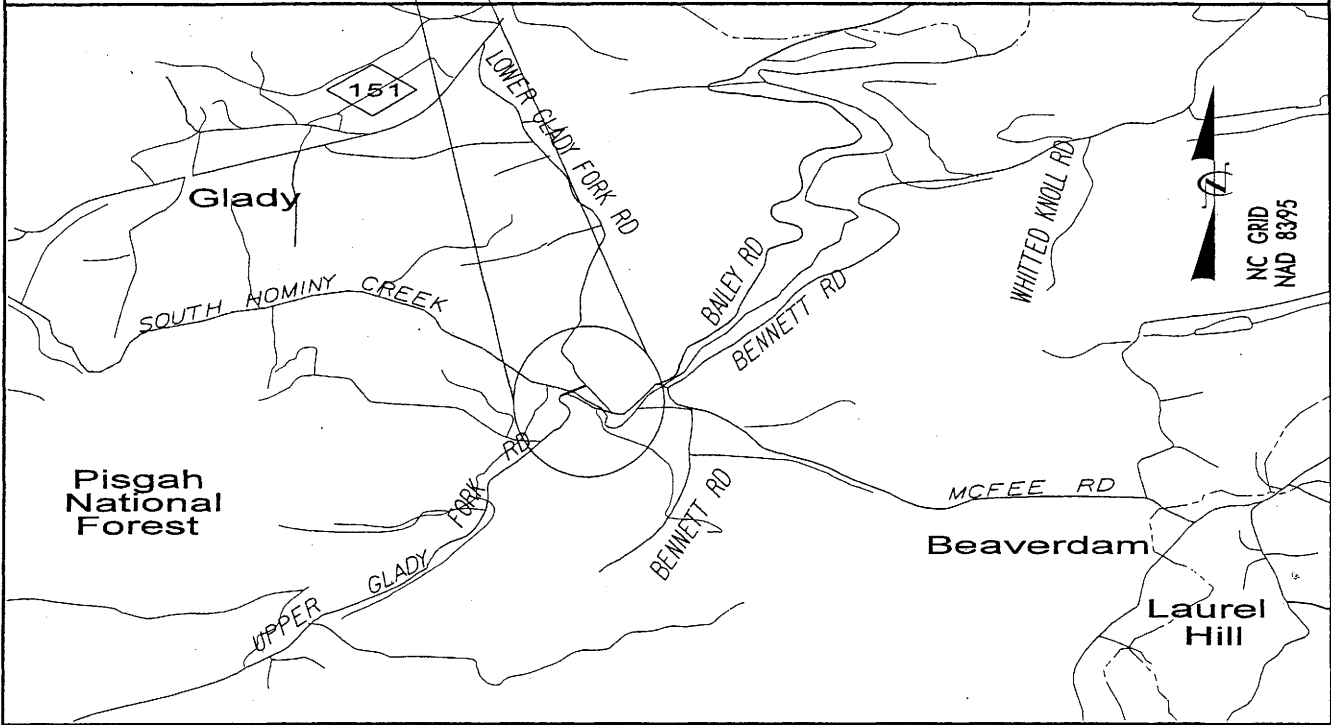 151
LOWER GLADY FORK RD
Glady
SOUTH HOMINY CREEK
BAILEY RD
BENNETT RD
WHITTED KNOLL RD
NC GRID
NAD 83/95
Pisgah
National
Forest
UPPER GLADY FORK RD
BENNETT RD
MCFEE RD
Beaverdam
Laurel
Hill